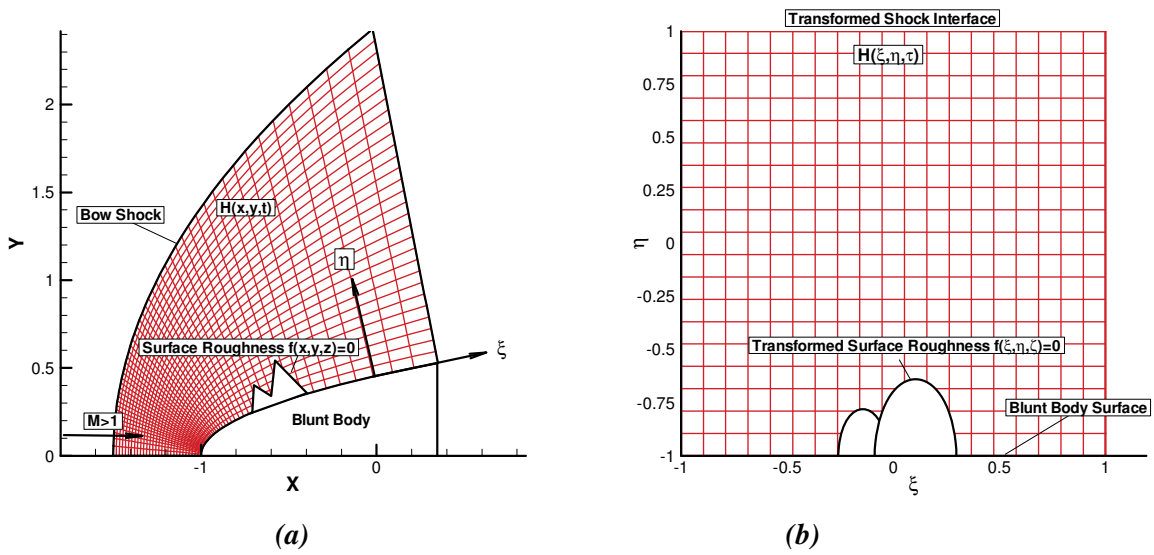 2
1.5
1
0.5
0
-1
0
X
Y
Bow Shock
H(x,y,t)
η
ξ
Surface Roughness f(x,y,z)=0
Blunt Body
M>1
(a)
Transformed Shock Interface
H(ξ,η,τ)
1
0.75
0.5
0.25
0
-0.25
-0.5
-0.75
-1
η
Transformed Surface Roughness f(ξ,η,ζ)=0
Blunt Body Surface
-1
-0.5
0
0.5
1
ξ
(b)